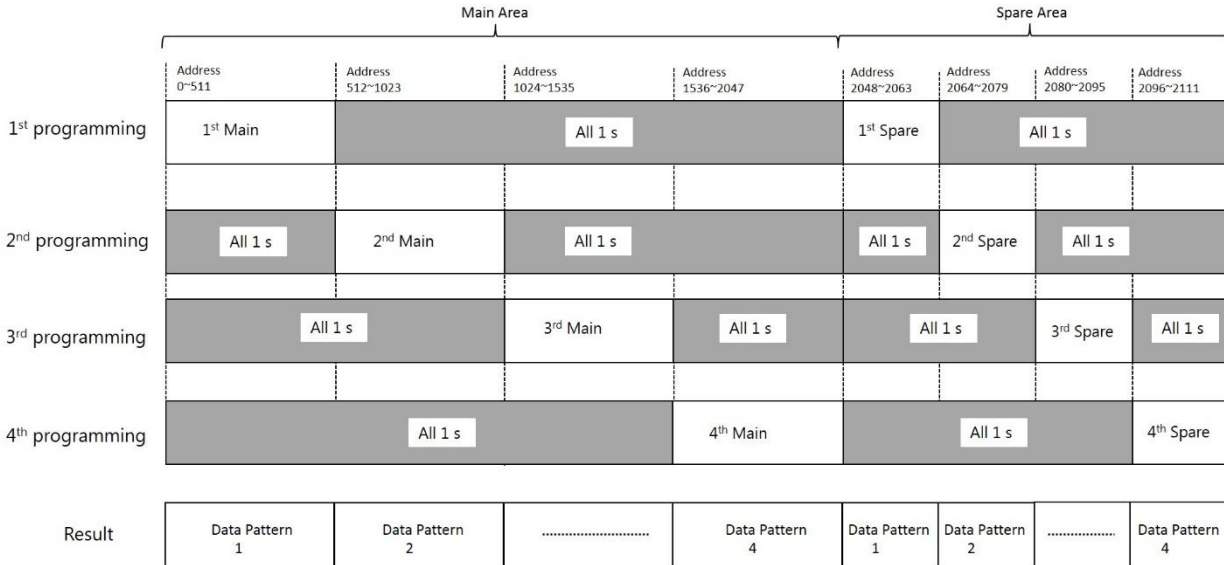 Main Area
Spare Area
Address
0~511
Address
512~1023
Address
1024~1535
Address
1536~2047
Address
2048~2063
Address
2064~2079
Address
2080~2095
Address
2096~2111
1st programming
1st Main
All 1 s
1st Spare
All 1 s
2nd programming
All 1 s
2nd Main
All 1 s
All 1 s
2nd Spare
All 1 s
3rd programming
All 1 s
3rd Main
All 1 s
All 1 s
3rd Spare
All 1 s
4th programming
All 1 s
4th Main
All 1 s
4th Spare
Result
Data Pattern
1
Data Pattern
2
......................
Data Pattern
4
Data Pattern
1
Data Pattern
2
................
Data Pattern
4